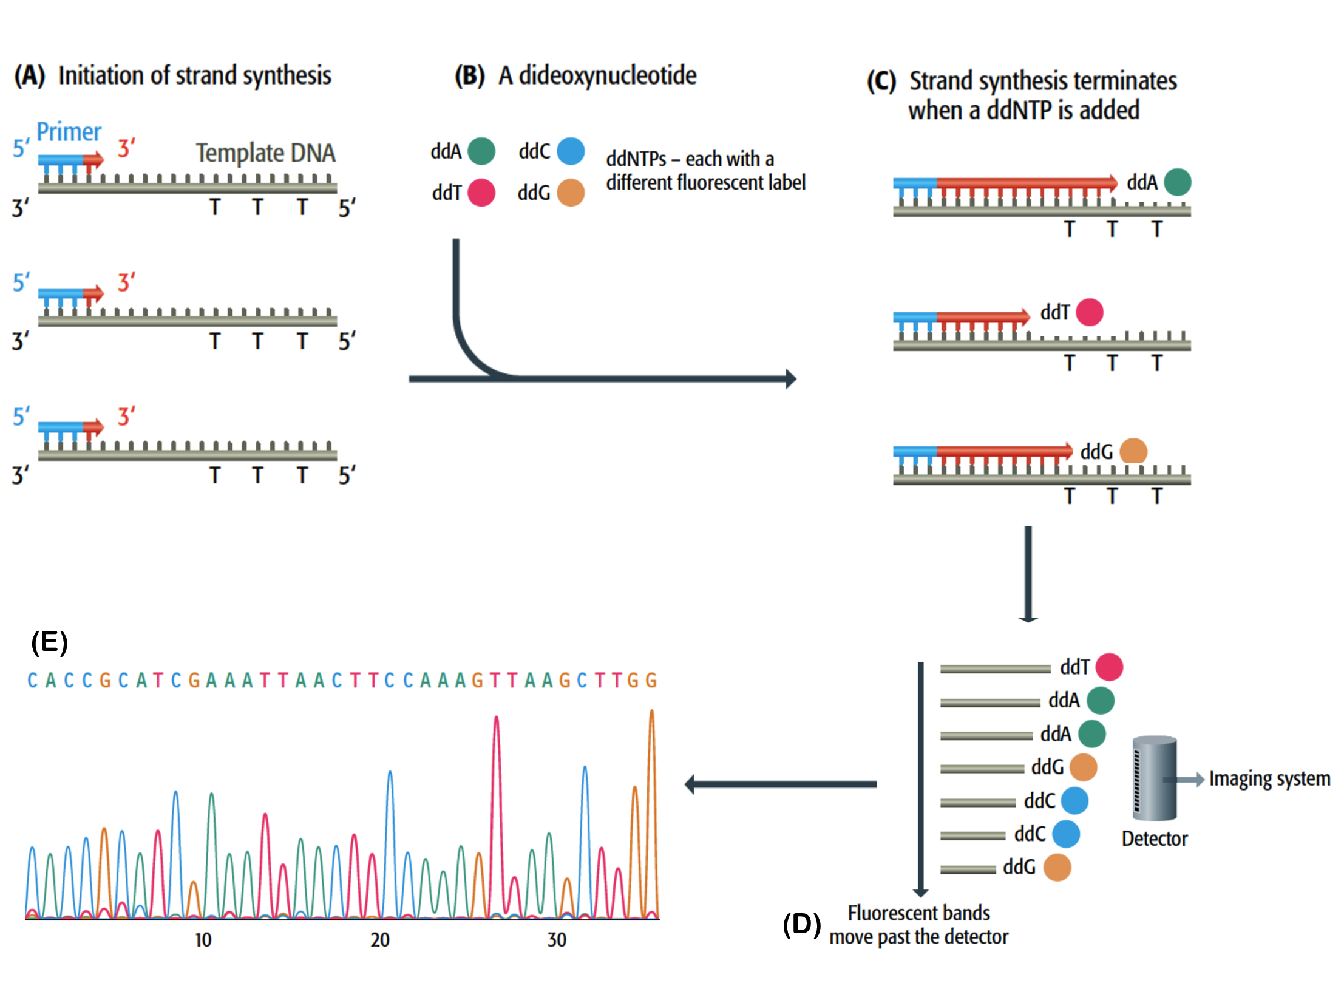 (A) Initiation of strand synthesis
5′ Primer 3′
Template DNA
3′ T T T 5′
5′ 3′
3′ T T T 5′
5′ 3′
3′ T T T 5′
(B) A dideoxynucleotide
ddA ddC
ddT ddG
ddNTPs – each with a
different fluorescent label
(C) Strand synthesis terminates
when a ddNTP is added
ddA
T T T
ddT
T T T
ddG
T T T
ddT
ddA
ddA
ddG
ddC
ddC
ddG
Detector
Imaging system
(D) Fluorescent bands
move past the detector
(E)
C A C C G C A T C G A A A T T A A C T T C C A A A G T T A A G C T T G G
10 20 30